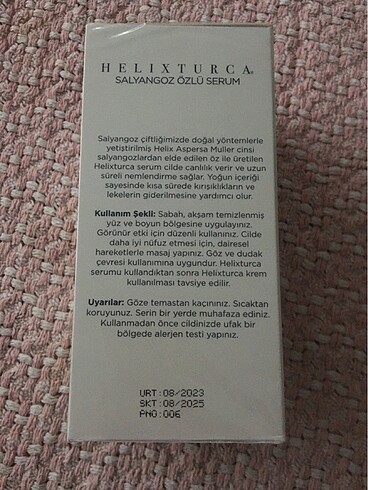 HELIXTURCA®
SALYANGOZ ÖZLÜ SERUM
Salyangoz çiftliğimizde doğal yöntemlerle
yetiştirilmiş Helix Aspersa Muller cinsi
salyangozlardan elde edilen öz ile üretilen
Helixturca serum cilde canlılık verir ve uzun
süreli nemlendirme sağlar. Yoğun içeriği
sayesinde kısa sürede kırışıklıkların ve
lekelerin giderilmesine yardımcı olur.
Kullanım Şekli: Sabah, akşam temizlenmiş
yüz ve boyun bölgesine uygulayınız.
Görünür etki için düzenli kullanınız. Cilde
daha iyi nüfuz etmesi için, dairesel
hareketlerle masaj yapınız. Göz ve dudak
çevresi kullanımına uygundur. Helixturca
serumu kullandıktan sonra Helixturca krem
kullanılması tavsiye edilir.
Uyarılar: Göze temastan kaçınınız. Sıcaktan
koruyunuz. Serin bir yerde muhafaza ediniz.
Kullanmadan önce cildinizde ufak bir
bölgede alerjen testi yapınız.
URT:08/2023
SKT:08/2025
PNO:006